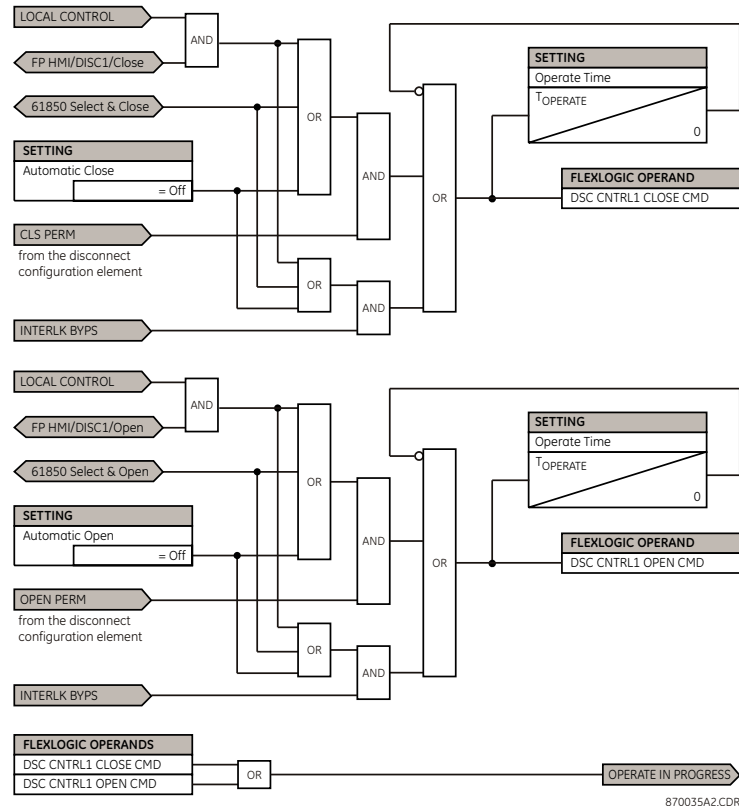 LOCAL CONTROL
AND
FP HMI/DISC1/Close
61850 Select & Close
OR
SETTING
Automatic Close
= Off
AND
CLS PERM
from the disconnect
configuration element
OR
AND
INTERLK BYPS
OR
SETTING
Operate Time
TOPERATE
0
FLEXLOGIC OPERAND
DSC CNTRL1 CLOSE CMD
LOCAL CONTROL
AND
FP HMI/DISC1/Open
61850 Select & Open
OR
SETTING
Automatic Open
= Off
AND
OPEN PERM
from the disconnect
configuration element
OR
AND
INTERLK BYPS
OR
SETTING
Operate Time
TOPERATE
0
FLEXLOGIC OPERAND
DSC CNTRL1 OPEN CMD
FLEXLOGIC OPERANDS
DSC CNTRL1 CLOSE CMD
DSC CNTRL1 OPEN CMD
OR
OPERATE IN PROGRESS
870035A2.CDR